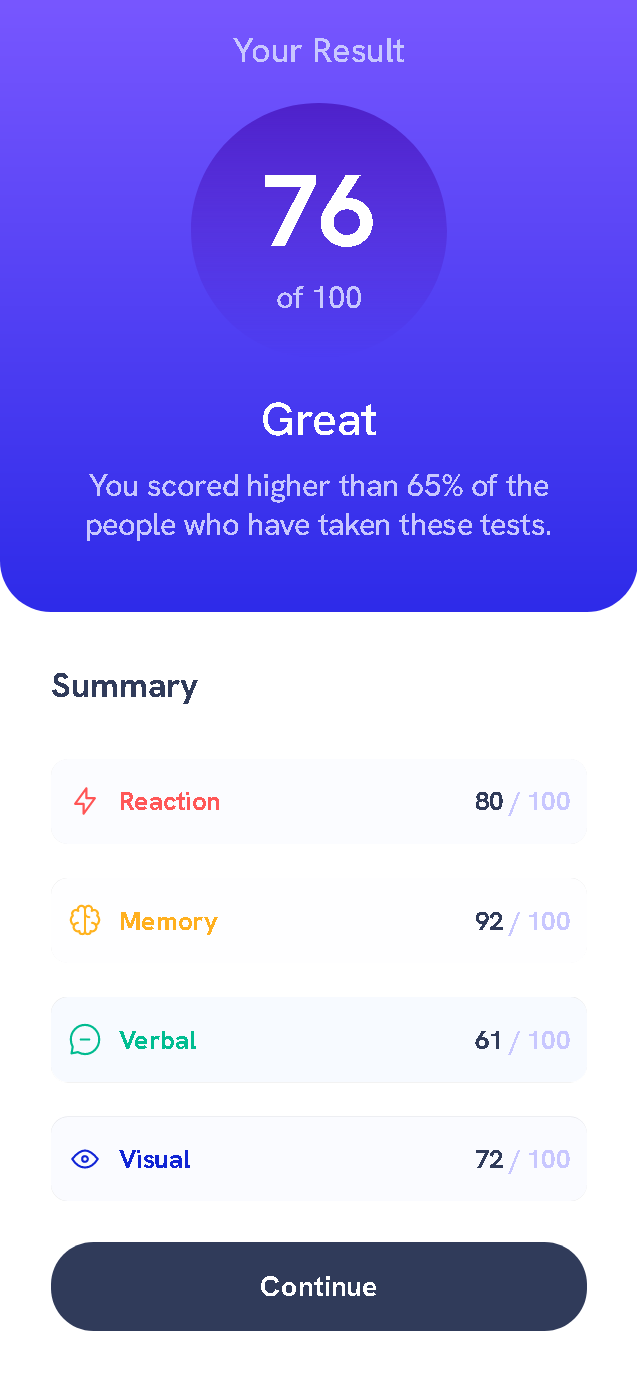 Your Result
76
of 100
Great
You scored higher than 65% of the
people who have taken these tests.
Summary
Reaction 80 / 100
Memory 92 / 100
Verbal 61 / 100
Visual 72 / 100
Continue